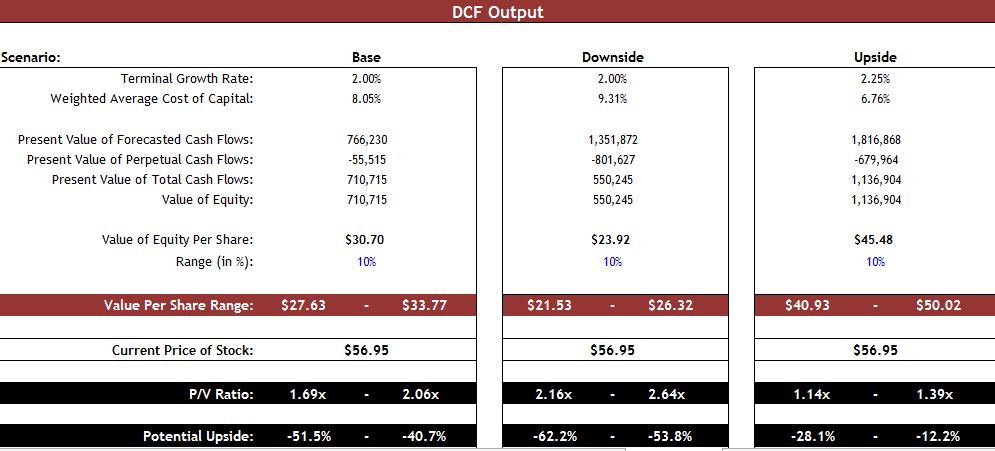 DCF Output
Scenario: Base Downside Upside
Terminal Growth Rate: 2.00% 2.00% 2.25%
Weighted Average Cost of Capital: 8.05% 9.31% 6.76%
Present Value of Forecasted Cash Flows: 766,230 1,351,872 1,816,868
Present Value of Perpetual Cash Flows: -55,515 -801,627 -679,964
Present Value of Total Cash Flows: 710,715 550,245 1,136,904
Value of Equity: 710,715 550,245 1,136,904
Value of Equity Per Share: $30.70 $23.92 $45.48
Range (in %): 10% 10% 10%
Value Per Share Range: $27.63 - $33.77 $21.53 - $26.32 $40.93 - $50.02
Current Price of Stock: $56.95 $56.95 $56.95
P/V Ratio: 1.69x - 2.06x 2.16x - 2.64x 1.14x - 1.39x
Potential Upside: -51.5% - -40.7% -62.2% - -53.8% -28.1% - -12.2%